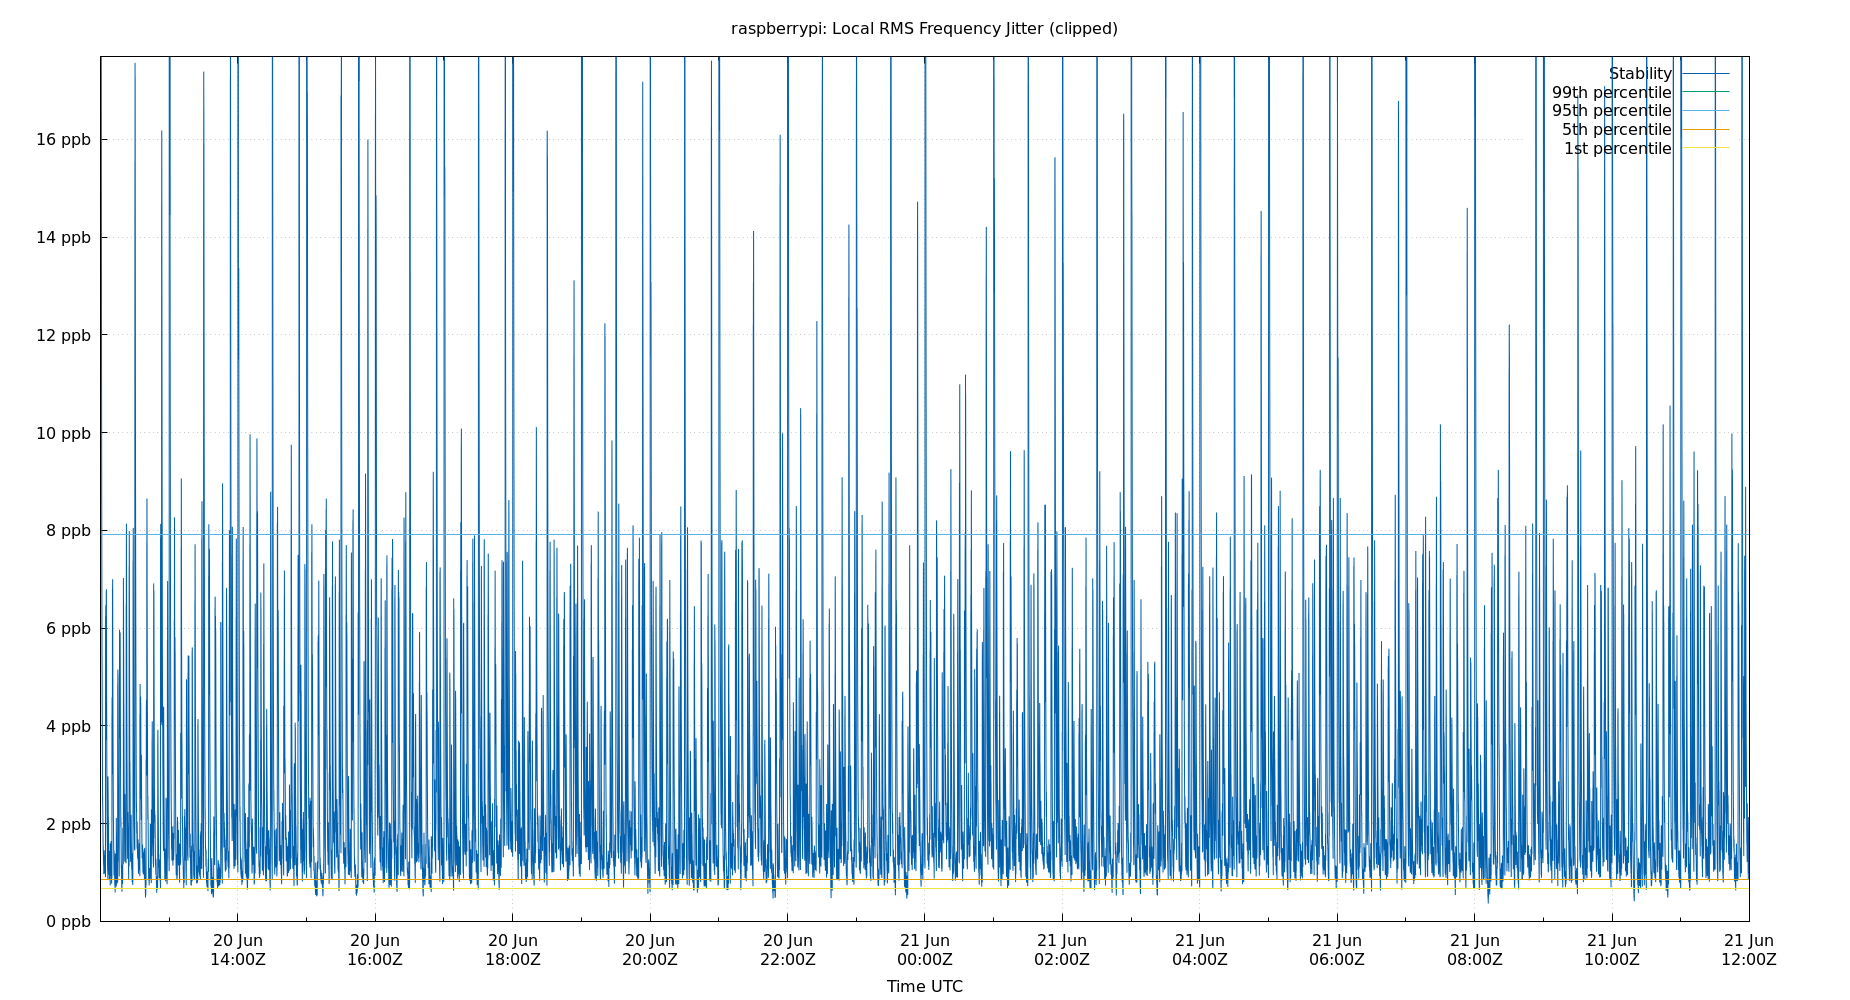 raspberrypi: Local RMS Frequency Jitter (clipped)
Stability
99th percentile
95th percentile
5th percentile
1st percentile
16 ppb
14 ppb
12 ppb
10 ppb
8 ppb
6 ppb
4 ppb
2 ppb
0 ppb
20 Jun 20 Jun 20 Jun 20 Jun 20 Jun 21 Jun 21 Jun 21 Jun 21 Jun 21 Jun 21 Jun 21 Jun
14:00Z 16:00Z 18:00Z 20:00Z 22:00Z 00:00Z 02:00Z 04:00Z 06:00Z 08:00Z 10:00Z 12:00Z
Time UTC